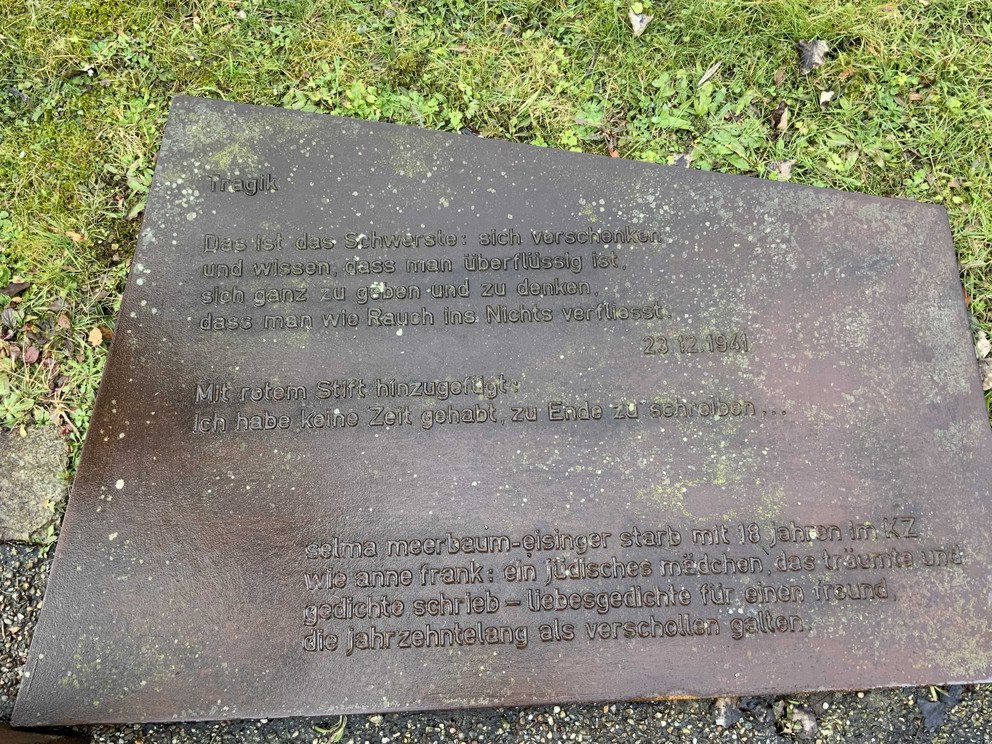 Tragik
Das ist das Schwerste: sich verschenken
und wissen, dass man überflüssig ist,
sich ganz zu geben und zu denken,
dass man wie Rauch ins Nichts verfliesst.
23.12.1941
Mit rotem Stift hinzugefügt:
Ich habe keine Zeit gehabt, zu Ende zu schreiben...
selma meerbaum-eisinger starb mit 18 jahren im KZ
wie anne frank: ein jüdisches mädchen, das träumte und
gedichte schrieb – liebesgedichte für einen freund,
die jahrzehntelang als verschollen galten.